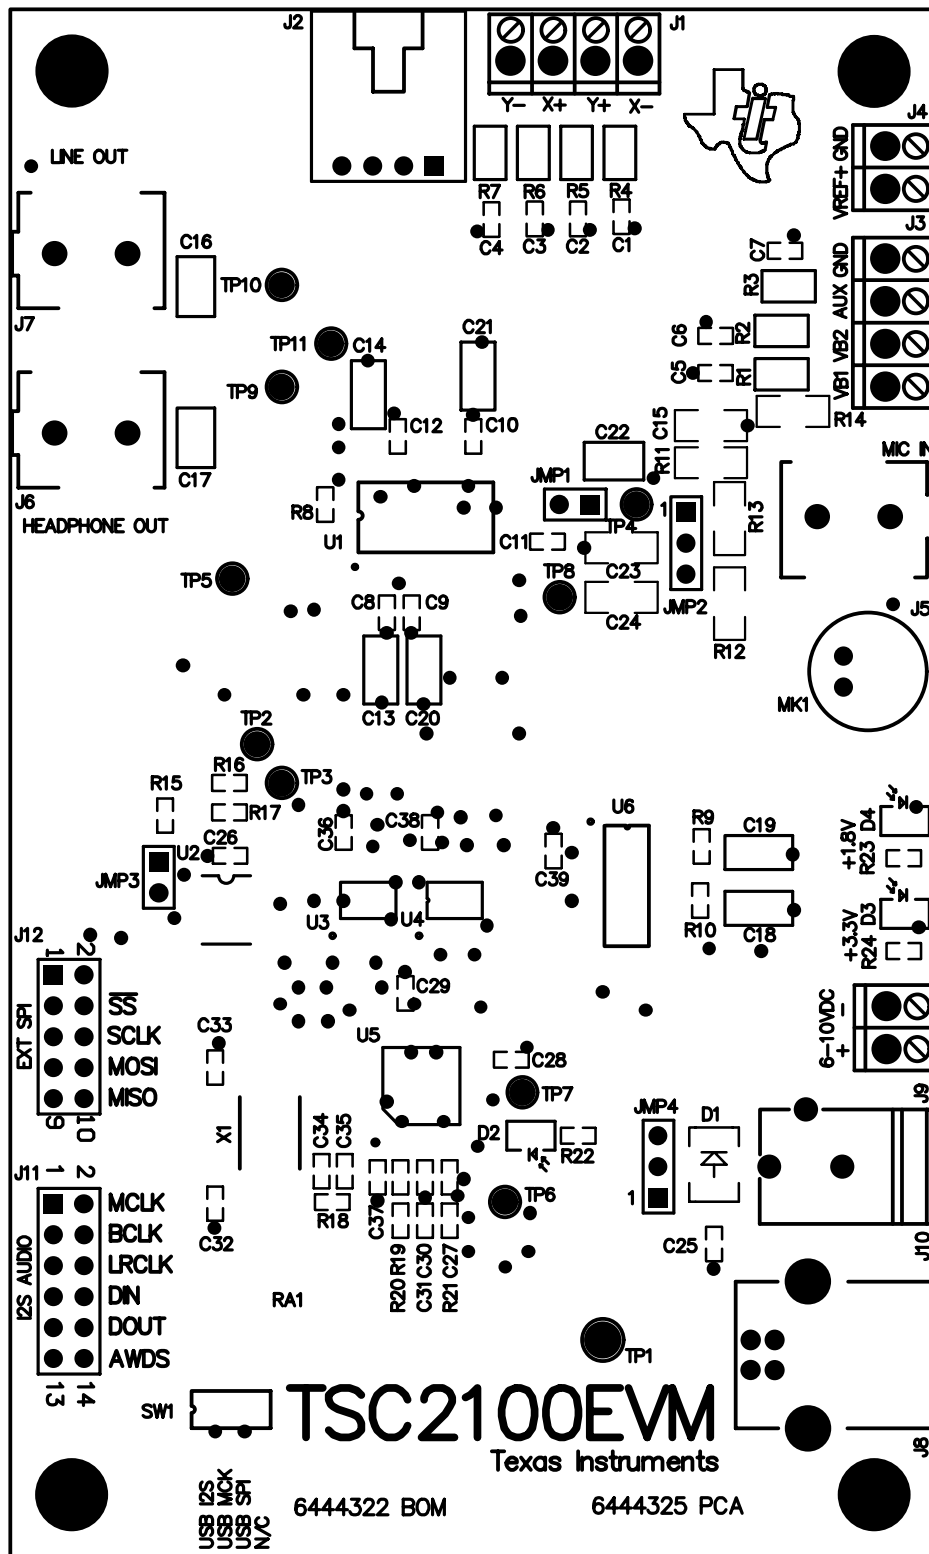 J2
J1
Y- X+ Y+ X-
J4
VREF+ GND
LINE OUT
R7 R6 R5 R4
C4 C3 C2 C1
J3
VB1 VB2 AUX GND
C7
R3
C16
TP10
J7
C21
C14
TP11
TP9
C6
R2
C5
R1
C12
C10
C15
R14
C22
R11
MIC IN
C17
J6
HEADPHONE OUT
R8
U1
JMP1
TP4
1
R13
C11
C23
TP8
TP5
C8 C9
C24
JMP2
J5
R12
C13 C20
MK1
TP2
TP3
R16
R15
R17
C36
C38
U6
R9
C19
D4
+1.8V
R23
C26
U2
JMP3
C39
U3 U4
R10
C18
D3
+3.3V
R24
J12
1 2
EXT SPI
SS
SCLK
MOSI
MISO
9 10
C29
C33
U5
C28
6-10VDC
- +
TP7
J9
JMP4
D1
X1
C34 C35
D2
R22
J11
1 2
I2S AUDIO
MCLK
BCLK
LRCLK
DIN
DOUT
AWDS
13 14
R18
C37
R19 C30 C27
R20 C31 R21
TP6
1
C32
C25
J10
RA1
TP1
SW1
TSC2100EVM
Texas Instruments
J8
USB I2S
USB MCK
USB SPI
N/C
6444322 BOM
6444325 PCA